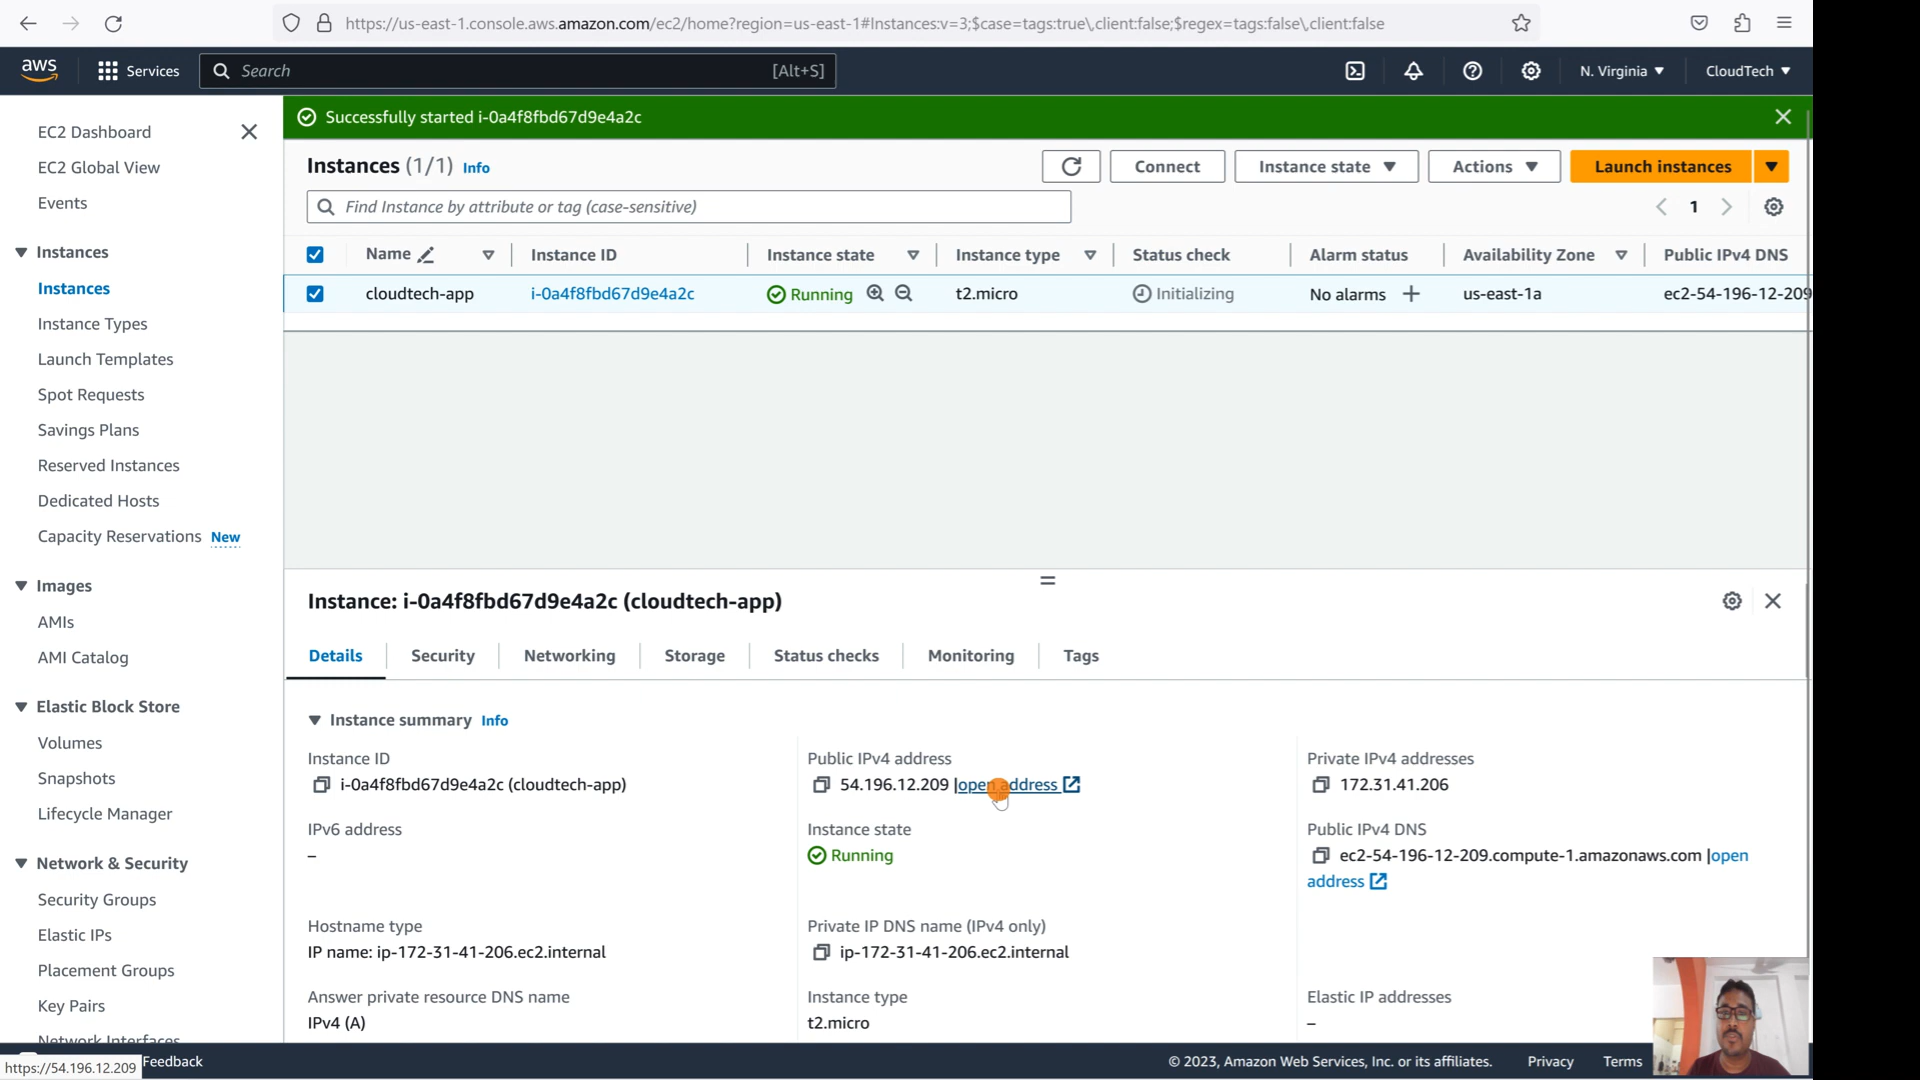 https://us-east-1.console.aws.amazon.com/ec2/home?region=us-east-1#Instances:v=3;$case=tags:true\,client:false;$regex=tags:false\,client:false
aws
Services
Search
[Alt+S]
N. Virginia
CloudTech
EC2 Dashboard
EC2 Global View
Events
Instances
Instances
Instance Types
Launch Templates
Spot Requests
Savings Plans
Reserved Instances
Dedicated Hosts
Capacity Reservations New
Images
AMIs
AMI Catalog
Elastic Block Store
Volumes
Snapshots
Lifecycle Manager
Network & Security
Security Groups
Elastic IPs
Placement Groups
Key Pairs
Network Interfaces
Successfully started i-0a4f8fbd67d9e4a2c
Instances (1/1) Info
Connect
Instance state
Actions
Launch instances
Find Instance by attribute or tag (case-sensitive)
1
Name
Instance ID
Instance state
Instance type
Status check
Alarm status
Availability Zone
Public IPv4 DNS
cloudtech-app
i-0a4f8fbd67d9e4a2c
Running
t2.micro
Initializing
No alarms
us-east-1a
ec2-54-196-12-209
Instance: i-0a4f8fbd67d9e4a2c (cloudtech-app)
Details
Security
Networking
Storage
Status checks
Monitoring
Tags
Instance summary Info
Instance ID
i-0a4f8fbd67d9e4a2c (cloudtech-app)
Public IPv4 address
54.196.12.209 |open address
Private IPv4 addresses
172.31.41.206
IPv6 address
–
Instance state
Running
Public IPv4 DNS
ec2-54-196-12-209.compute-1.amazonaws.com |open
address
Hostname type
IP name: ip-172-31-41-206.ec2.internal
Private IP DNS name (IPv4 only)
ip-172-31-41-206.ec2.internal
Answer private resource DNS name
IPv4 (A)
Instance type
t2.micro
Elastic IP addresses
–
https://54.196.12.209
Feedback
© 2023, Amazon Web Services, Inc. or its affiliates.
Privacy
Terms